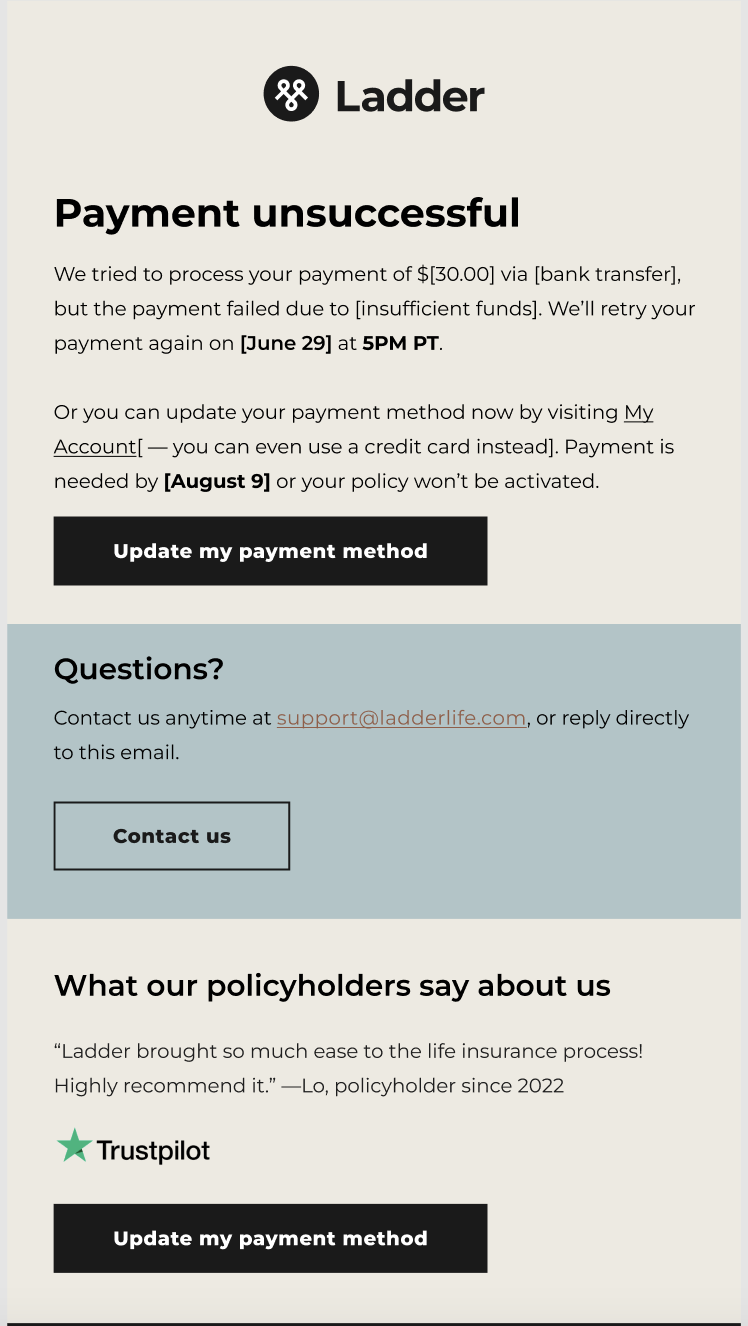 Ladder
Payment unsuccessful
We tried to process your payment of $[30.00] via [bank transfer],
but the payment failed due to [insufficient funds]. We’ll retry your
payment again on [June 29] at 5PM PT.
Or you can update your payment method now by visiting My
Account[ — you can even use a credit card instead]. Payment is
needed by [August 9] or your policy won’t be activated.
Update my payment method
Questions?
Contact us anytime at support@ladderlife.com, or reply directly
to this email.
Contact us
What our policyholders say about us
“Ladder brought so much ease to the life insurance process!
Highly recommend it.” —Lo, policyholder since 2022
Trustpilot
Update my payment method